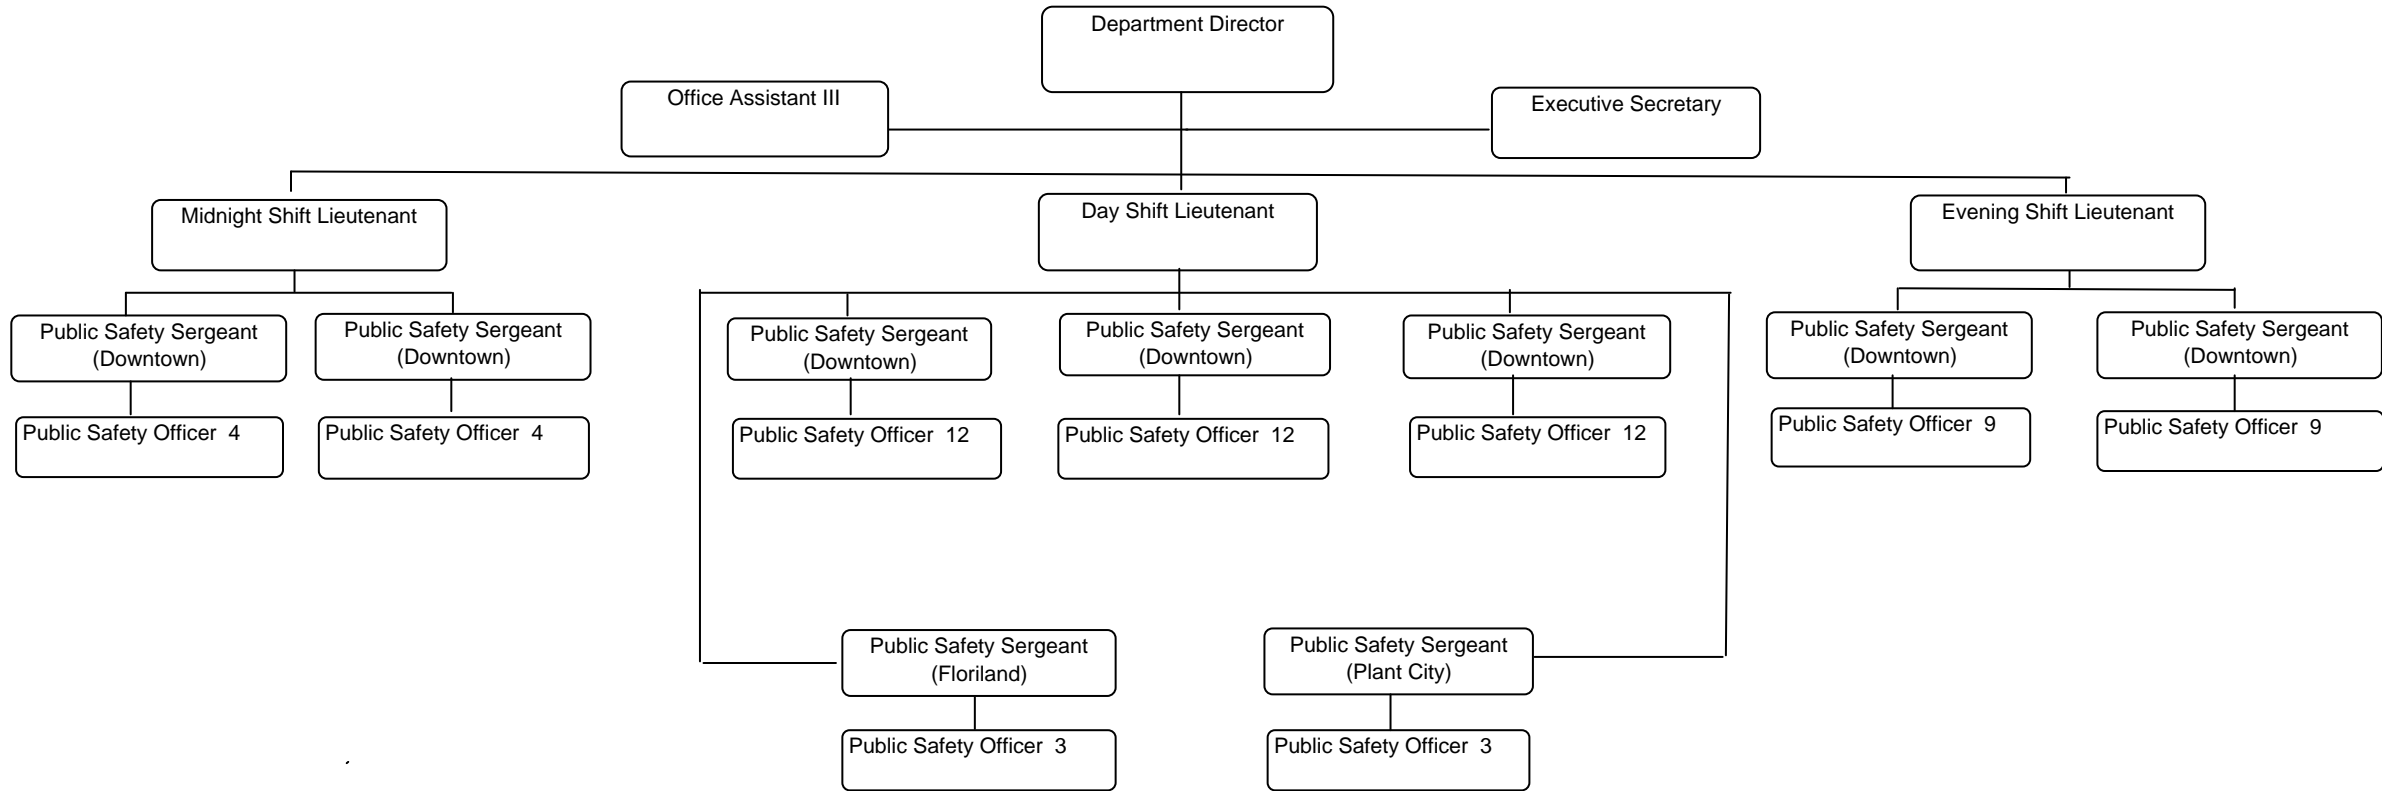 Department Director
Office Assistant III
Executive Secretary
Midnight Shift Lieutenant
Day Shift Lieutenant
Evening Shift Lieutenant
Public Safety Sergeant
(Downtown)
Public Safety Sergeant
(Downtown)
Public Safety Sergeant
(Downtown)
Public Safety Sergeant
(Downtown)
Public Safety Sergeant
(Downtown)
Public Safety Sergeant
(Downtown)
Public Safety Sergeant
(Downtown)
Public Safety Officer 4
Public Safety Officer 4
Public Safety Officer 12
Public Safety Officer 12
Public Safety Officer 12
Public Safety Officer 9
Public Safety Officer 9
Public Safety Sergeant
(Floriland)
Public Safety Sergeant
(Plant City)
Public Safety Officer 3
Public Safety Officer 3